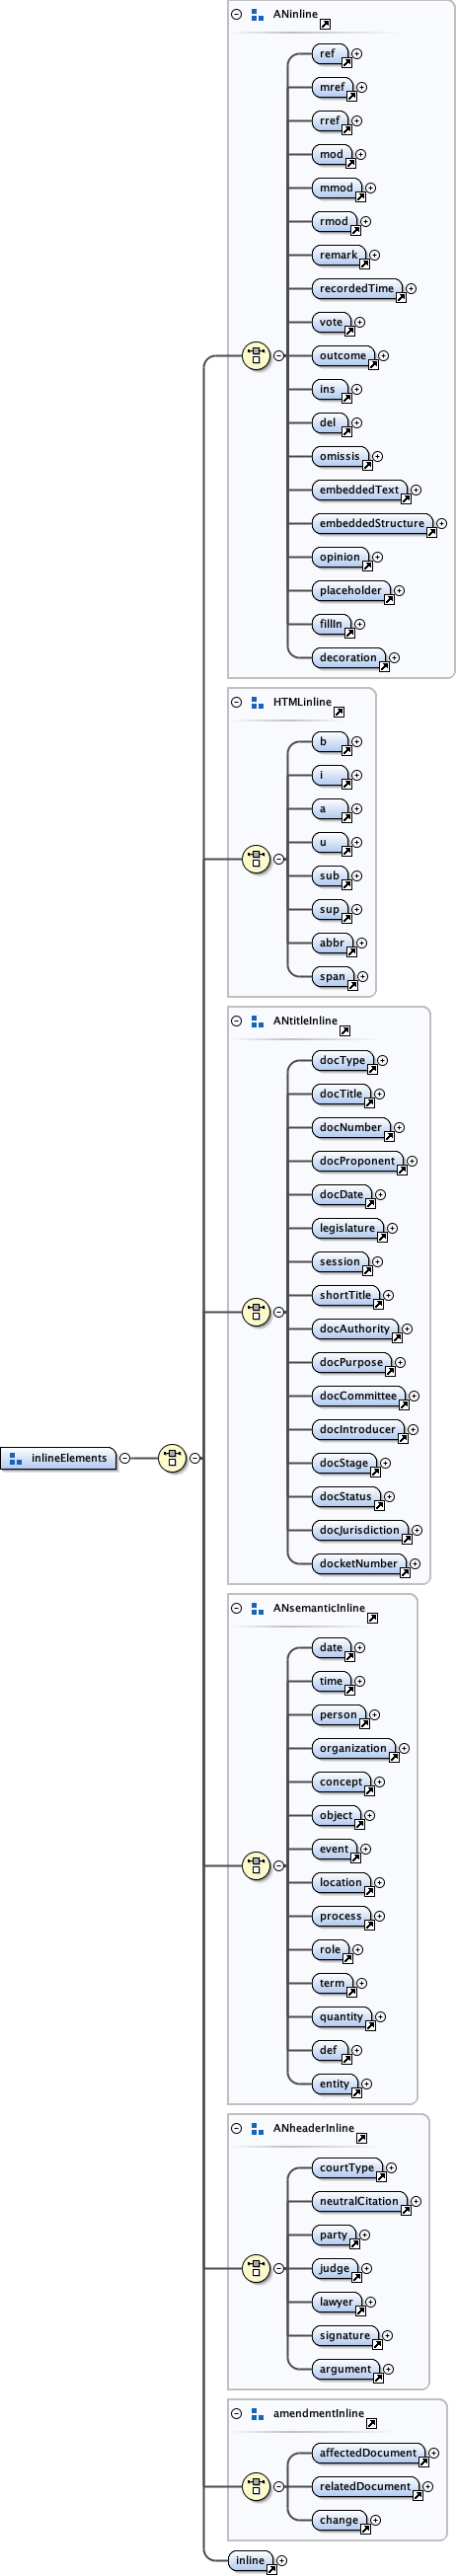 ANinline
ref
mref
rref
mod
mmod
rmod
remark
recordedTime
vote
outcome
ins
del
omissis
embeddedText
embeddedStructure
opinion
placeholder
fillIn
decoration
HTMLinline
b
i
a
u
sub
sup
abbr
span
ANtitleInline
docType
docTitle
docNumber
docProponent
docDate
legislature
session
shortTitle
docAuthority
docPurpose
docCommittee
docIntroducer
docStage
docStatus
docJurisdiction
docketNumber
inlineElements
ANsemanticInline
date
time
person
organization
concept
object
event
location
process
role
term
quantity
def
entity
ANheaderInline
courtType
neutralCitation
party
judge
lawyer
signature
argument
amendmentInline
affectedDocument
relatedDocument
change
inline